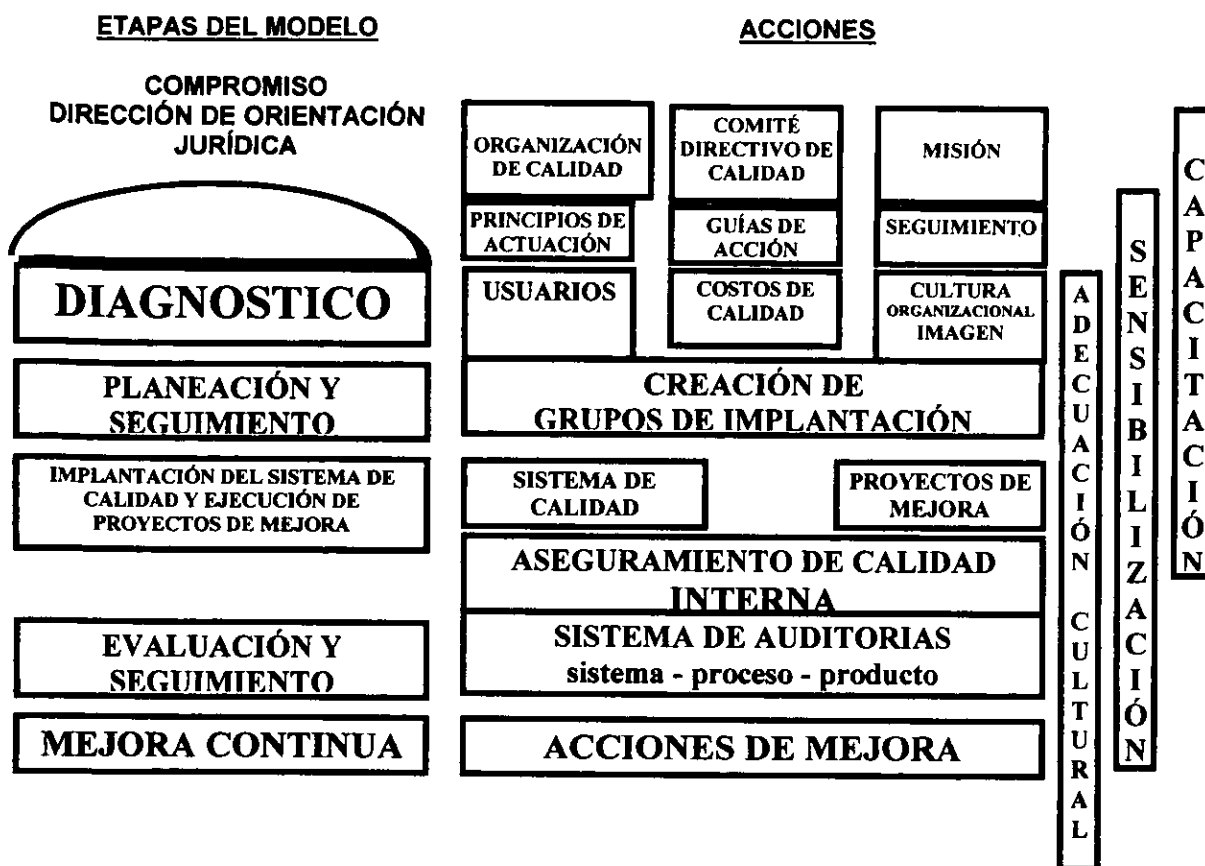 ETAPAS DEL MODELO
ACCIONES
COMPROMISO
DIRECCIÓN DE ORIENTACIÓN
JURÍDICA
ORGANIZACIÓN
DE CALIDAD
COMITÉ
DIRECTIVO DE
CALIDAD
MISIÓN
PRINCIPIOS DE
ACTUACIÓN
GUÍAS DE
ACCIÓN
SEGUIMIENTO
DIAGNOSTICO
USUARIOS
COSTOS DE
CALIDAD
CULTURA
ORGANIZACIONAL
IMAGEN
PLANEACIÓN Y
SEGUIMIENTO
CREACIÓN DE
GRUPOS DE IMPLANTACIÓN
IMPLANTACIÓN DEL SISTEMA DE
CALIDAD Y EJECUCIÓN DE
PROYECTOS DE MEJORA
SISTEMA DE
CALIDAD
PROYECTOS DE
MEJORA
ASEGURAMIENTO DE CALIDAD
INTERNA
EVALUACIÓN Y
SEGUIMIENTO
SISTEMA DE AUDITORIAS
sistema - proceso - producto
MEJORA CONTINUA
ACCIONES DE MEJORA
ADECUACIÓN CULTURAL
SENSIBILIZACIÓN
CAPACITACIÓN